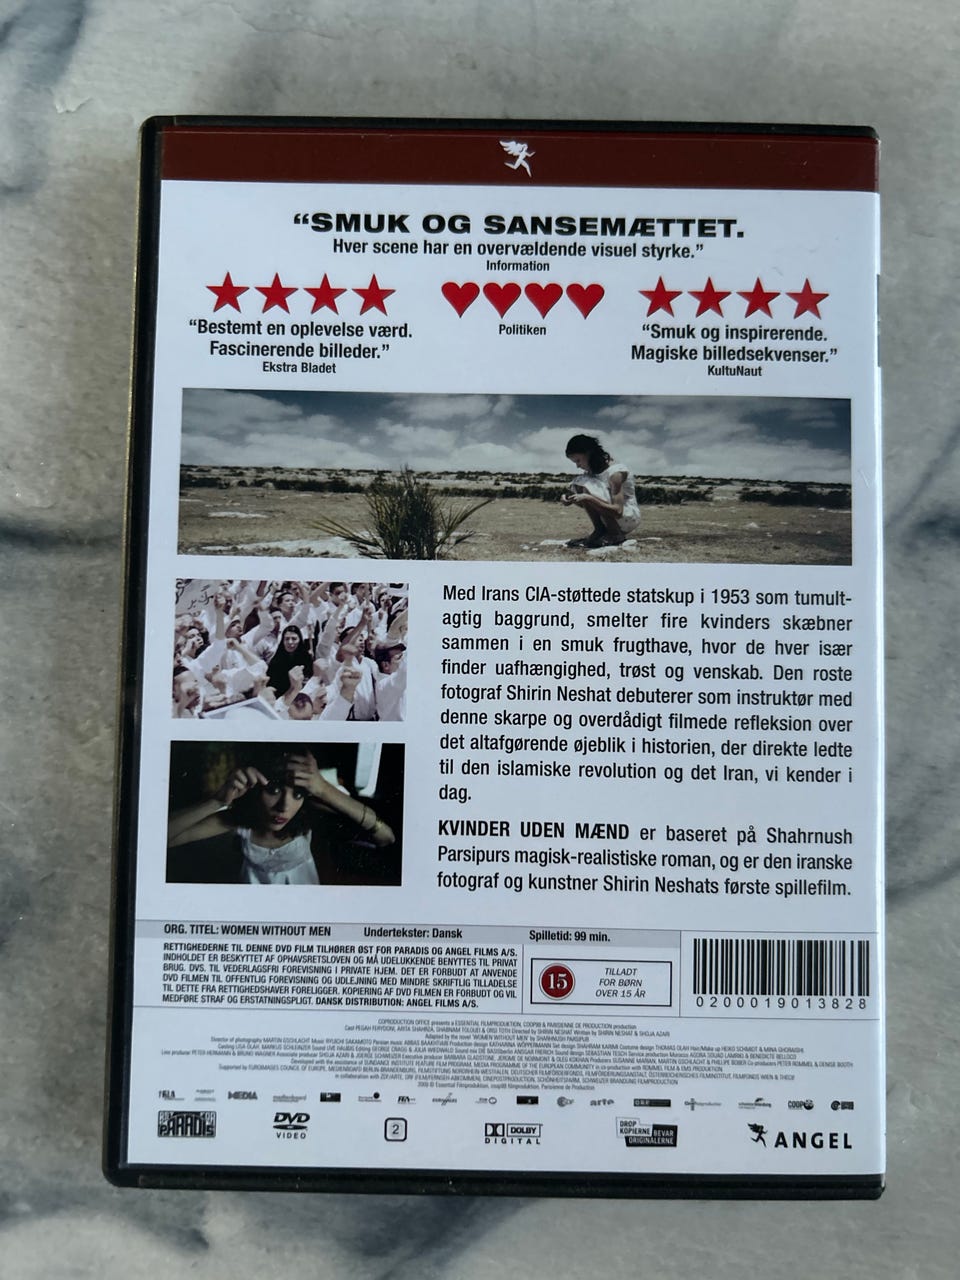 “SMUK OG SANSEMÆTTET.
Hver scene har en overvældende visuel styrke.”
Information
“Bestemt en oplevelse værd.
Fascinerende billeder.”
Ekstra Bladet
Politiken
“Smuk og inspirerende.
Magiske billedsekvenser.”
KultuNaut
Med Irans CIA-støttede statskup i 1953 som tumult-
agtig baggrund, smelter fire kvinders skæbner
sammen i en smuk frugthave, hvor de hver især
finder uafhængighed, trøst og venskab. Den roste
fotograf Shirin Neshat debuterer som instruktør med
denne skarpe og overdådigt filmede refleksion over
det altafgørende øjeblik i historien, der direkte ledte
til den islamiske revolution og det Iran, vi kender i
dag.
KVINDER UDEN MÆND er baseret på Shahrnush
Parsipurs magisk-realistiske roman, og er den iranske
fotograf og kunstner Shirin Neshats første spillefilm.
ORG. TITEL: WOMEN WITHOUT MEN Undertekster: Dansk Spilletid: 99 min.
RETTIGHEDERNE TIL DENNE DVD FILM TILHØRER ØST FOR PARADIS OG ANGEL FILMS A/S.
INDHOLDET ER BESKYTTET AF OPHAVSRETSLOVEN OG MÅ UDELUKKENDE BENYTTES TIL PRIVAT
BRUG. DVS. TIL VEDERLAGSFRI FOREVISNING I PRIVATE HJEM. DET ER FORBUDT AT ANVENDE
DVD FILMEN TIL OFFENTLIG FOREVISNING OG UDLEJNING MED MINDRE SKRIFTLIG TILLADELSE
TIL DETTE FRA RETTIGHEDSHAVER FORELIGGER. KOPIERING AF DVD FILMEN ER FORBUDT OG VIL
MEDFØRE STRAF OG ERSTATNINGSPLIGT. DANSK DISTRIBUTION: ANGEL FILMS A/S.
15
TILLADT
FOR BØRN
OVER 15 ÅR
0200019013828
MEDIA
arte
COOP99
PARADIS
DVD
VIDEO
2
DOLBY
DIGITAL
DROP
KOPIERNE BEVAR
ORIGINALERNE
ANGEL